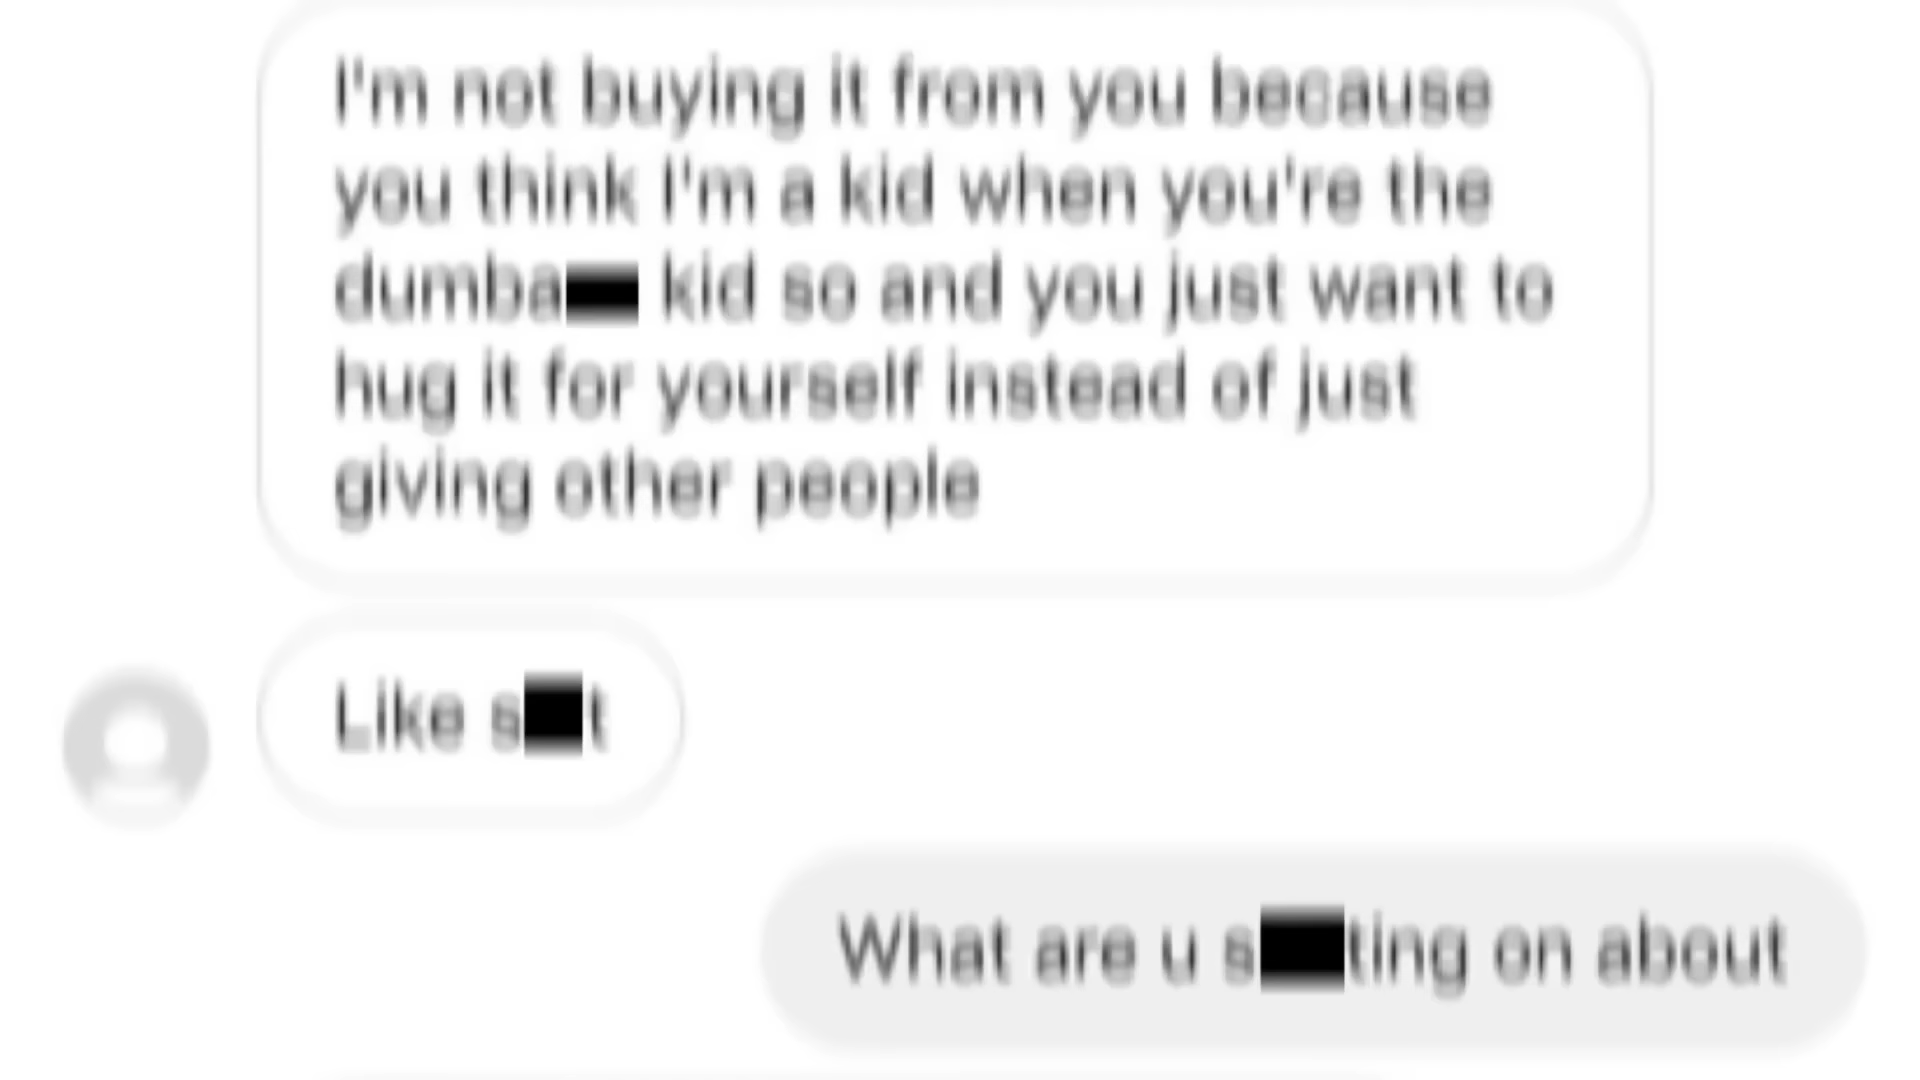 I'm not buying it from you because
you think I'm a kid when you're the
dumba kid so and you just want to
hug it for yourself instead of just
giving other people
Like s t
What are u s ting on about